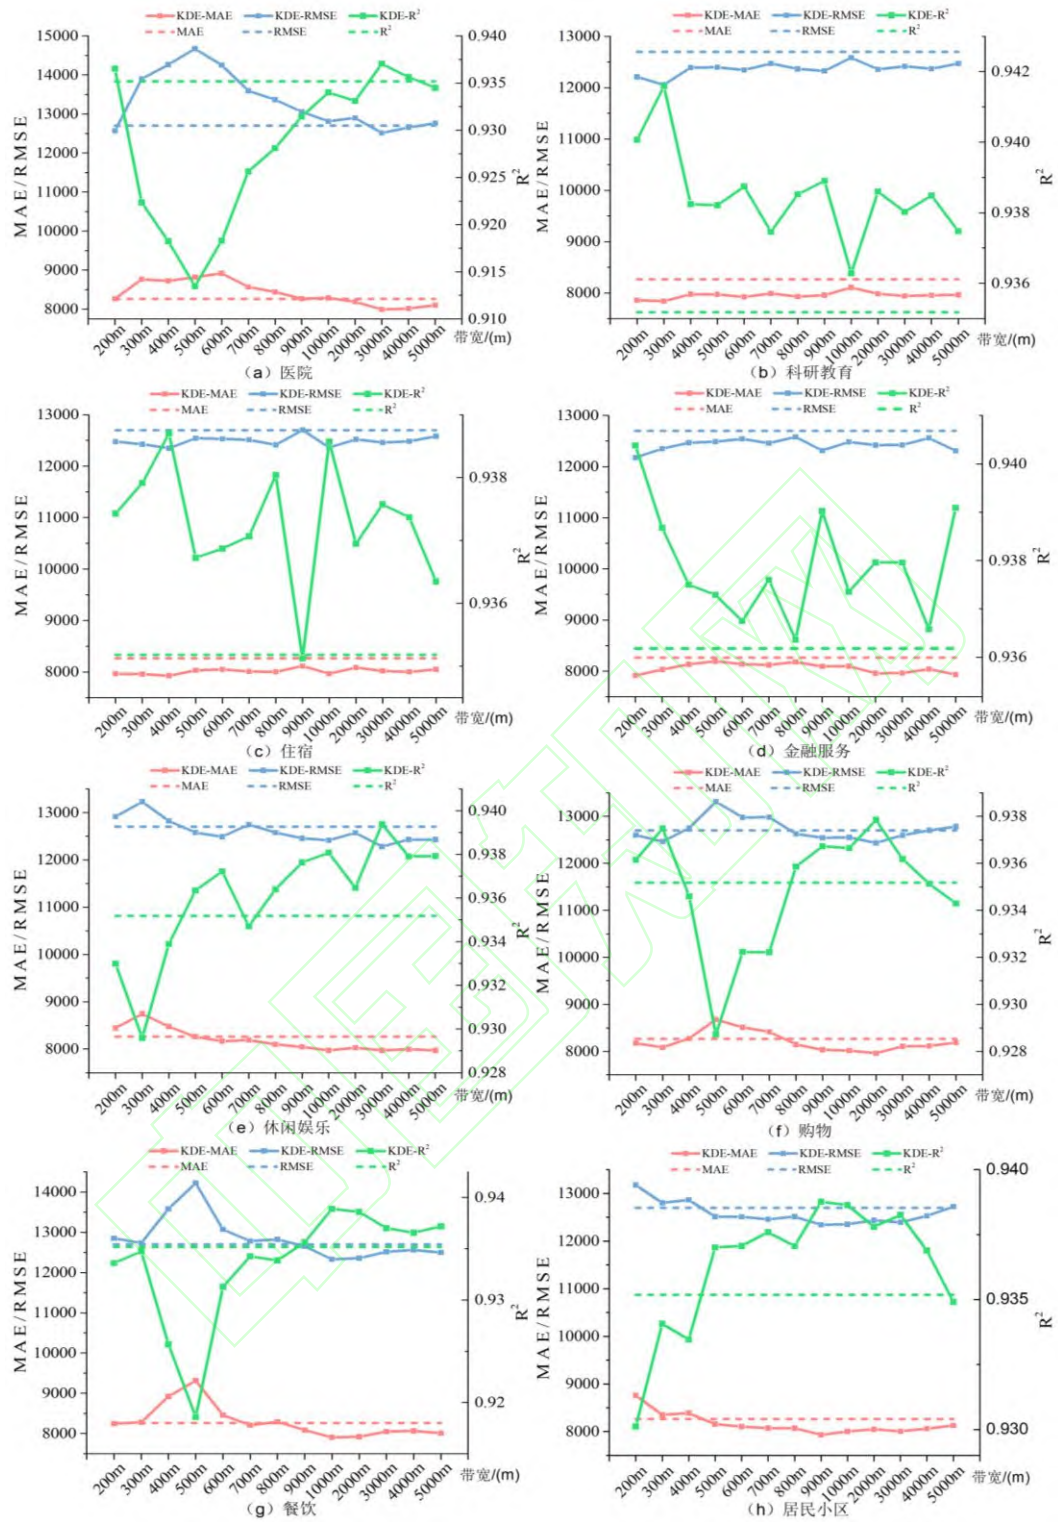 KDE-MAE KDE-RMSE KDE-R²
MAE RMSE R²
15000
14000
13000
12000
11000
10000
9000
8000
MAE/RMSE
0.940
0.935
0.930
0.925
0.920
0.915
0.910
R²
200m 300m 400m 500m 600m 700m 800m 900m 1000m 2000m 3000m 4000m 5000m 带宽/(m)
（a）医院
KDE-MAE KDE-RMSE KDE-R²
MAE RMSE R²
13000
12000
11000
10000
9000
8000
MAE/RMSE
0.942
0.940
0.938
0.936
R²
200m 300m 400m 500m 600m 700m 800m 900m 1000m 2000m 3000m 4000m 5000m 带宽/(m)
（b）科研教育
KDE-MAE KDE-RMSE KDE-R²
MAE RMSE R²
13000
12000
11000
10000
9000
8000
MAE/RMSE
0.938
0.936
R²
200m 300m 400m 500m 600m 700m 800m 900m 1000m 2000m 3000m 4000m 5000m 带宽/(m)
（c）住宿
KDE-MAE KDE-RMSE KDE-R²
MAE RMSE R²
13000
12000
11000
10000
9000
8000
MAE/RMSE
0.940
0.938
0.936
R²
200m 300m 400m 500m 600m 700m 800m 900m 1000m 2000m 3000m 4000m 5000m 带宽/(m)
（d）金融服务
KDE-MAE KDE-RMSE KDE-R²
MAE RMSE R²
13000
12000
11000
10000
9000
8000
MAE/RMSE
0.940
0.938
0.936
0.934
0.932
0.930
0.928
R²
200m 300m 400m 500m 600m 700m 800m 900m 1000m 2000m 3000m 4000m 5000m 带宽/(m)
（e）休闲娱乐
KDE-MAE KDE-RMSE KDE-R²
MAE RMSE R²
13000
12000
11000
10000
9000
8000
MAE/RMSE
0.938
0.936
0.934
0.932
0.930
0.928
R²
200m 300m 400m 500m 600m 700m 800m 900m 1000m 2000m 3000m 4000m 5000m 带宽/(m)
（f）购物
KDE-MAE KDE-RMSE KDE-R²
MAE RMSE R²
14000
13000
12000
11000
10000
9000
8000
MAE/RMSE
0.94
0.93
0.92
R²
200m 300m 400m 500m 600m 700m 800m 900m 1000m 2000m 3000m 4000m 5000m 带宽/(m)
（g）餐饮
KDE-MAE KDE-RMSE KDE-R²
MAE RMSE R²
13000
12000
11000
10000
9000
8000
MAE/RMSE
0.940
0.935
0.930
R²
200m 300m 400m 500m 600m 700m 800m 900m 1000m 2000m 3000m 4000m 5000m 带宽/(m)
（h）居民小区